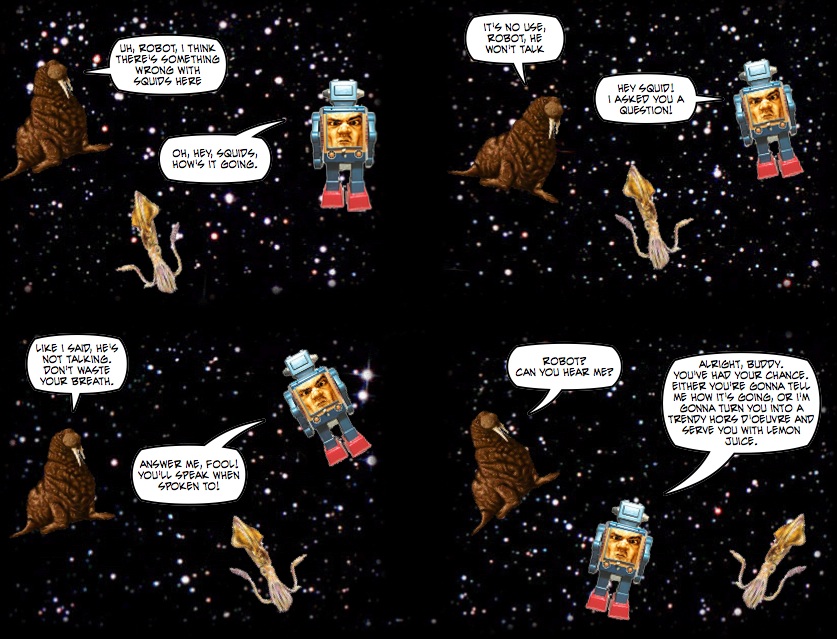 UH, ROBOT, I THINK
THERE'S SOMETHING
WRONG WITH
SQUIDS HERE
OH, HEY, SQUIDS,
HOW'S IT GOING.
IT'S NO USE,
ROBOT, HE
WON'T TALK
HEY SQUID!
I ASKED YOU A
QUESTION!
LIKE I SAID, HE'S
NOT TALKING.
DON'T WASTE
YOUR BREATH.
ANSWER ME, FOOL!
YOU'LL SPEAK WHEN
SPOKEN TO!
ROBOT?
CAN YOU HEAR ME?
ALRIGHT, BUDDY.
YOU'VE HAD YOUR CHANCE.
EITHER YOU'RE GONNA TELL
ME HOW IT'S GOING, OR I'M
GONNA TURN YOU INTO A
TRENDY HORS D'OEUVRE AND
SERVE YOU WITH LEMON
JUICE.